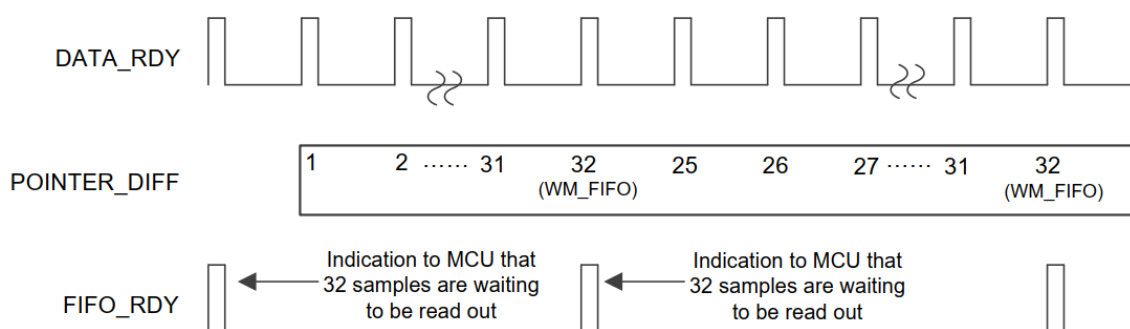 DATA_RDY
POINTER_DIFF
1 2 ...... 31 32 25 26 27 ...... 31 32
(WM_FIFO) (WM_FIFO)
FIFO_RDY
Indication to MCU that
32 samples are waiting
to be read out
Indication to MCU that
32 samples are waiting
to be read out